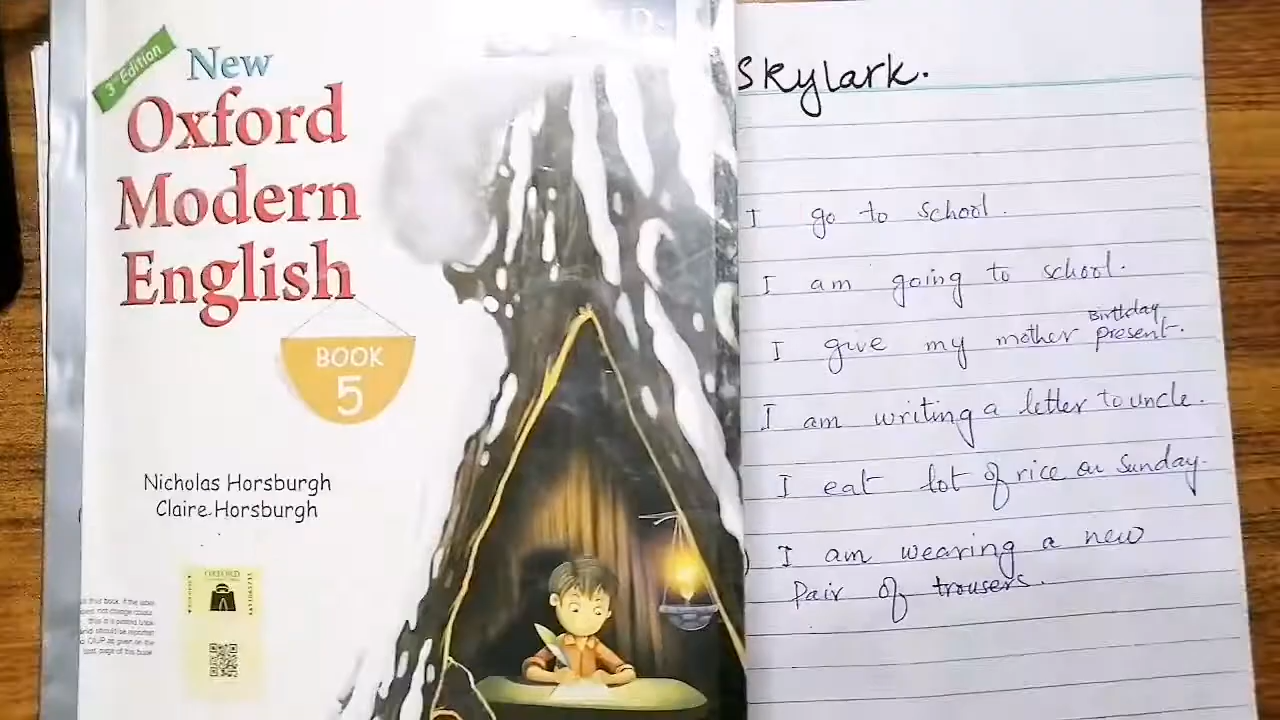 3rd Edition
New
Oxford
Modern
English
BOOK
5
Nicholas Horsburgh
Claire Horsburgh
OXFORD
Skylark.
I go to school.
I am going to school.
I give my mother Birthday present.
I am writing a letter to uncle.
I eat lot of rice on Sunday.
I am wearing a new
Pair of trousers.